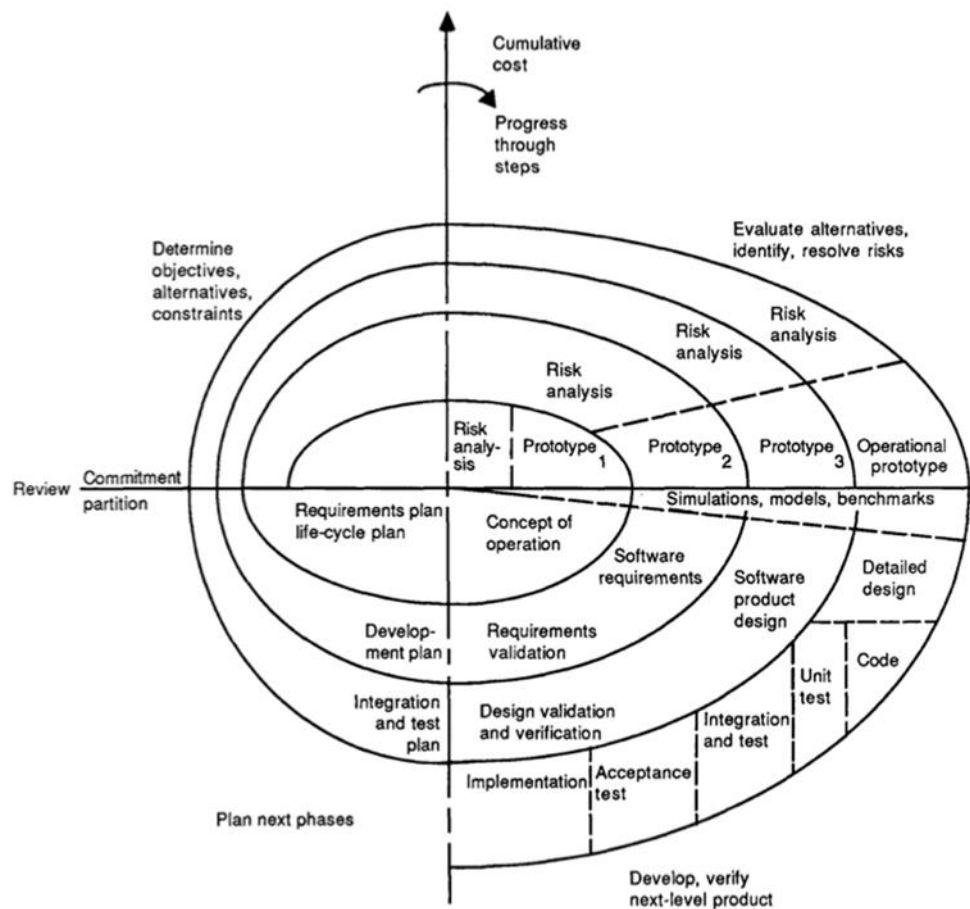 Cumulative
cost
Progress
through
steps
Determine
objectives,
alternatives,
constraints
Evaluate alternatives,
identify, resolve risks
Risk
analysis
Risk
analysis
Risk
analysis
Risk
analy-
sis
Prototype 1
Prototype 2
Prototype 3
Operational
prototype
Review
Commitment
partition
Simulations, models, benchmarks
Requirements plan
life-cycle plan
Concept of
operation
Software
requirements
Software
product
design
Detailed
design
Develop-
ment plan
Requirements
validation
Code
Unit
test
Integration
and test
plan
Design validation
and verification
Integration
and test
Acceptance
test
Implementation
Plan next phases
Develop, verify
next-level product